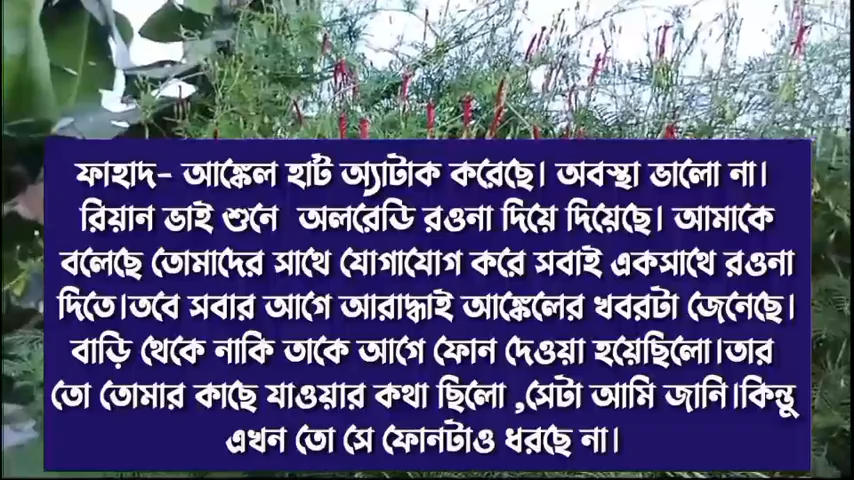 ফাহাদ- আঙ্কেল হার্ট অ্যাটাক করেছে। অবস্থা ভালো না।
রিয়ান ভাই শুনে অলরেডি রওনা দিয়ে দিয়েছে। আমাকে
বলেছে তোমাদের সাথে যোগাযোগ করে সবাই একসাথে রওনা
দিতে।তবে সবার আগে আরাদ্ধাই আঙ্কেলের খবরটা জেনেছে।
বাড়ি থেকে নাকি তাকে আগে ফোন দেওয়া হয়েছিলো।তার
তো তোমার কাছে যাওয়ার কথা ছিলো ,সেটা আমি জানি।কিন্তু
এখন তো সে ফোনটাও ধরছে না।